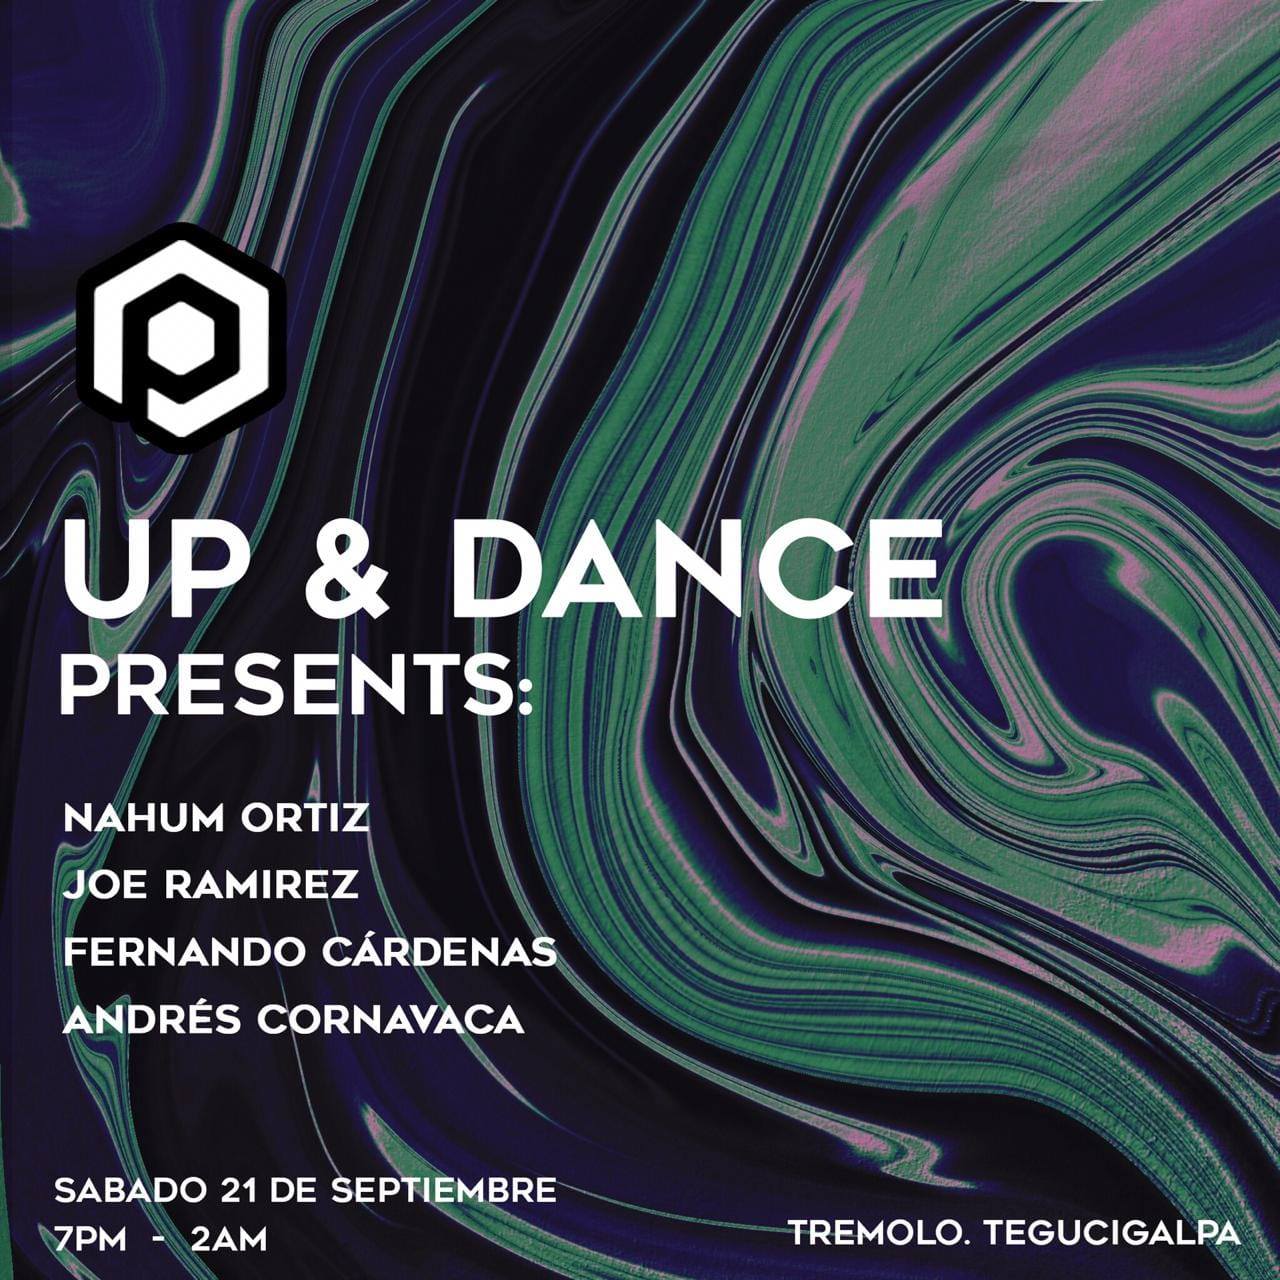 UP & DANCE
PRESENTS:
NAHUM ORTIZ
JOE RAMIREZ
FERNANDO CÁRDENAS
ANDRÉS CORNAVACA
SABADO 21 DE SEPTIEMBRE
7PM - 2AM
TREMOLO. TEGUCIGALPA